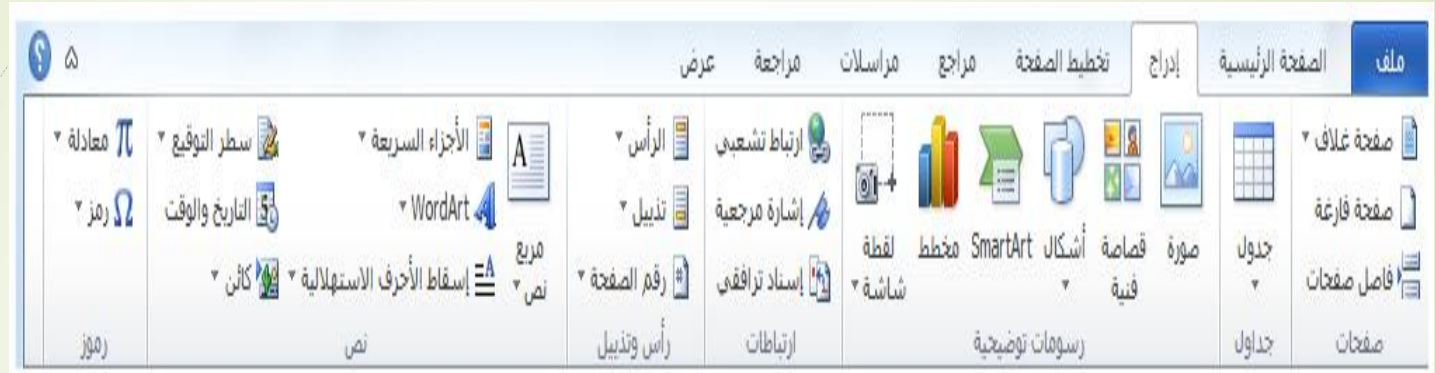 ملف الصفحة الرئيسية إدراج تخطيط الصفحة مراجع مراسلات مراجعة عرض
صفحة غلاف
صفحة فارغة
فاصل صفحات
صفحات
جدول
جداول
صورة
قصاصة
فنية
أشكال
SmartArt
مخطط
لقطة
شاشة
رسومات توضيحية
ارتباط تشعبي
إشارة مرجعية
إسناد ترافقي
ارتباطات
الرأس
تذييل
رقم الصفحة
رأس وتذييل
مربع
نص
الأجزاء السريعة
WordArt
إسقاط الأحرف الاستهلالية
سطر التوقيع
التاريخ والوقت
كائن
نص
معادلة
رمز
رموز